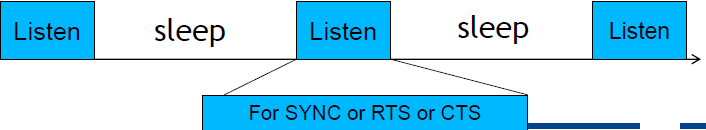 Listen sleep Listen sleep Listen
For SYNC or RTS or CTS